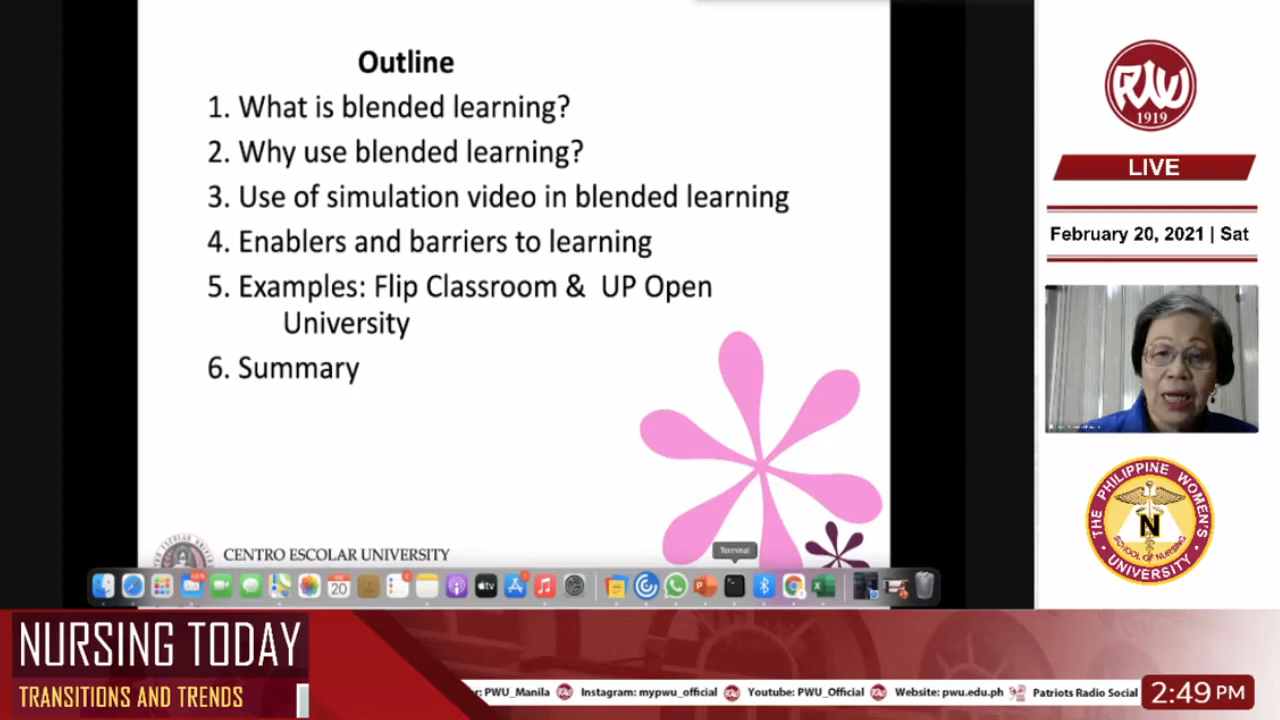 Outline
1. What is blended learning?
2. Why use blended learning?
3. Use of simulation video in blended learning
4. Enablers and barriers to learning
5. Examples: Flip Classroom & UP Open
University
6. Summary
CENTRO ESCOLAR UNIVERSITY
Terminal
20
tv
PWU
1919
LIVE
February 20, 2021 | Sat
THE PHILIPPINE WOMEN'S UNIVERSITY
SCHOOL OF NURSING
N
NURSING TODAY
TRANSITIONS AND TRENDS
r: PWU_Manila
Instagram: mypwu_official
Youtube: PWU_Official
Website: pwu.edu.ph
Patriots Radio Social
2:49 PM